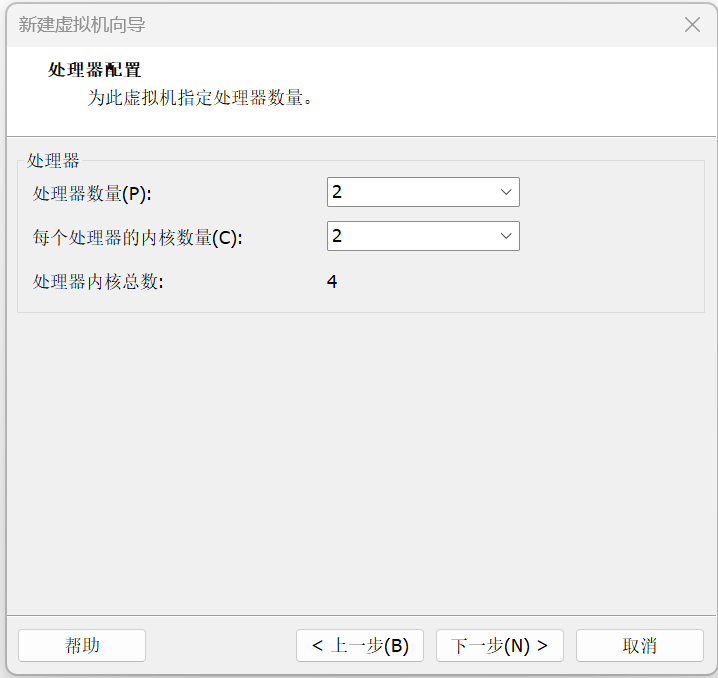 新建虚拟机向导
处理器配置
为此虚拟机指定处理器数量。
处理器
处理器数量(P): 2
每个处理器的内核数量(C): 2
处理器内核总数: 4
帮助 < 上一步(B) 下一步(N) > 取消